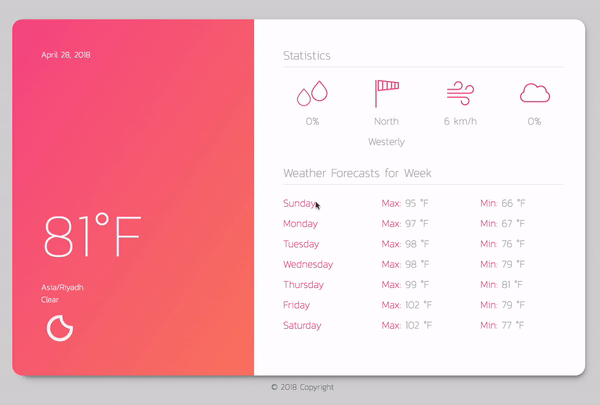 April 28, 2018
81°F
Asia/Riyadh
Clear
Statistics
0%
North Westerly
6 km/h
0%
Weather Forecasts for Week
Sunday Max: 95 °F Min: 66 °F
Monday Max: 97 °F Min: 67 °F
Tuesday Max: 98 °F Min: 76 °F
Wednesday Max: 98 °F Min: 79 °F
Thursday Max: 99 °F Min: 81 °F
Friday Max: 102 °F Min: 79 °F
Saturday Max: 102 °F Min: 77 °F
© 2018 Copyright